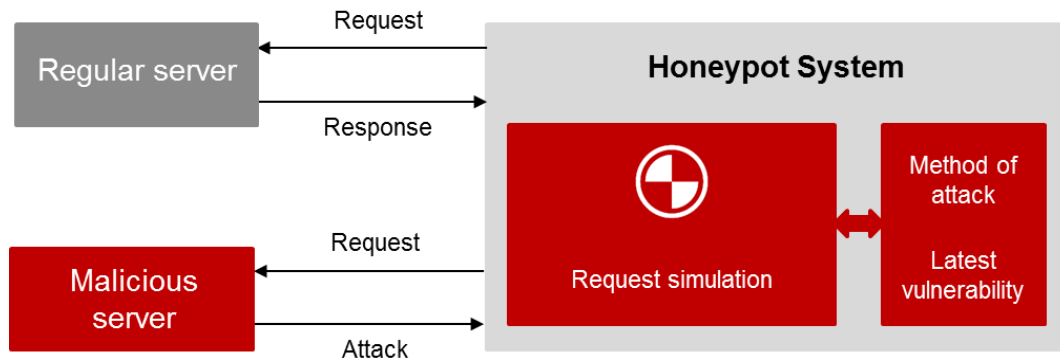 Request
Regular server
Response
Honeypot System
Method of
attack
Request simulation
Latest
vulnerability
Request
Malicious
server
Attack